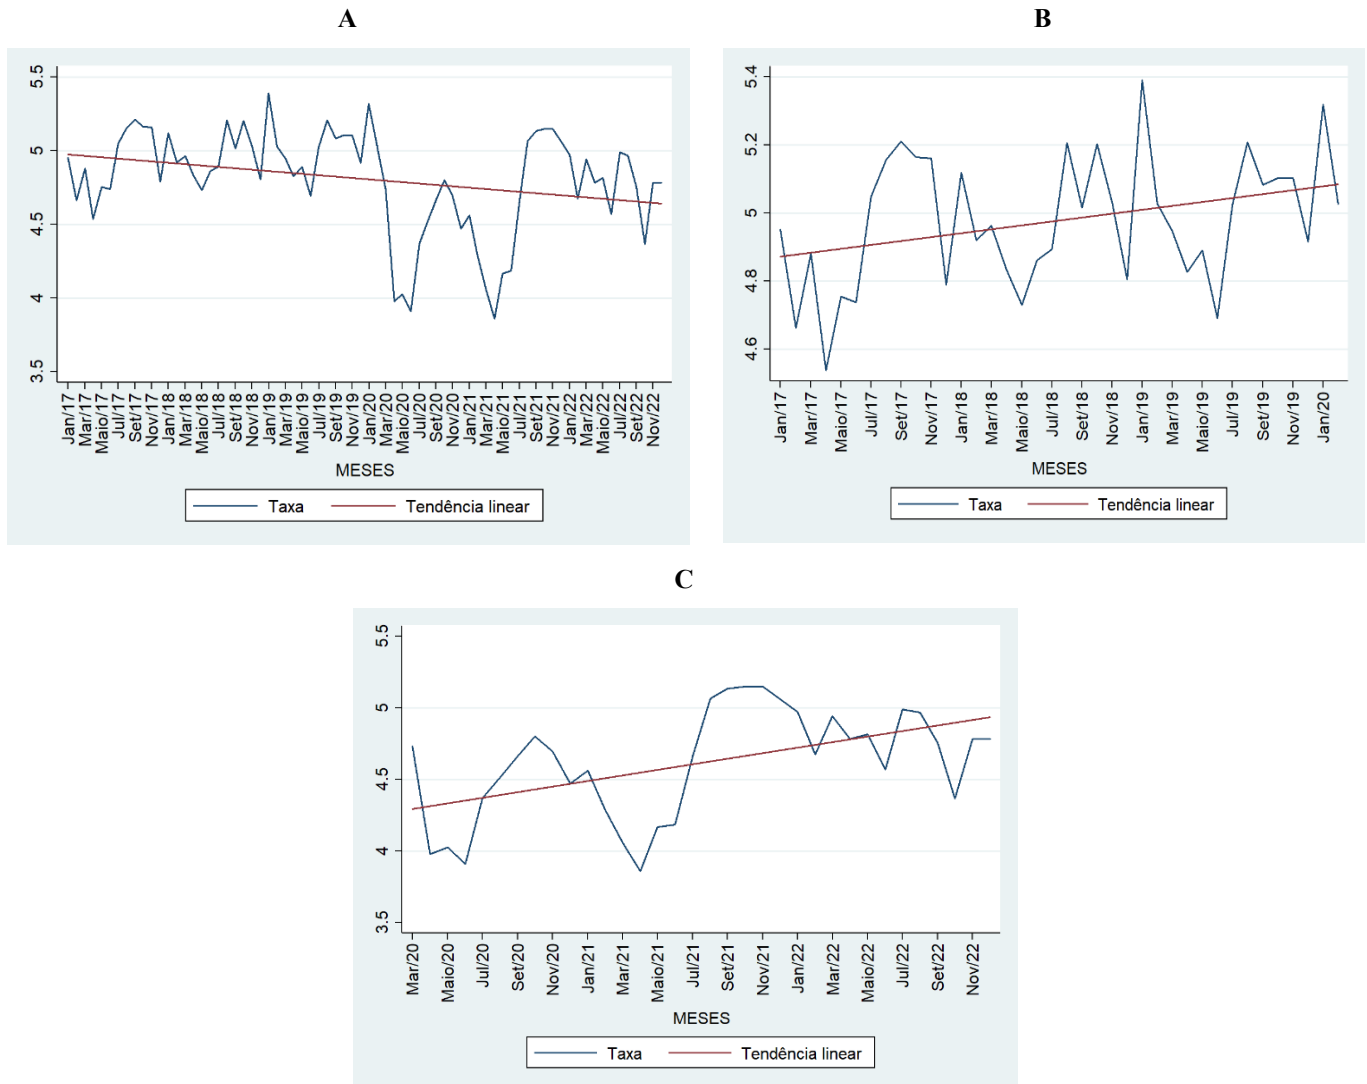 A
5.5
5
4.5
4
3.5
Jan/17 Mar/17 Maio/17 Jul/17 Set/17 Nov/17 Jan/18 Mar/18 Maio/18 Jul/18 Set/18 Nov/18 Jan/19 Mar/19 Maio/19 Jul/19 Set/19 Nov/19 Jan/20 Mar/20 Maio/20 Jul/20 Set/20 Nov/20 Jan/21 Mar/21 Maio/21 Jul/21 Set/21 Nov/21 Jan/22 Mar/22 Maio/22 Jul/22 Set/22 Nov/22
MESES
Taxa Tendência linear
B
5.4
5.2
5
4.8
4.6
Jan/17 Mar/17 Maio/17 Jul/17 Set/17 Nov/17 Jan/18 Mar/18 Maio/18 Jul/18 Set/18 Nov/18 Jan/19 Mar/19 Maio/19 Jul/19 Set/19 Nov/19 Jan/20
MESES
Taxa Tendência linear
C
5.5
5
4.5
4
3.5
Mar/20 Maio/20 Jul/20 Set/20 Nov/20 Jan/21 Mar/21 Maio/21 Jul/21 Set/21 Nov/21 Jan/22 Mar/22 Maio/22 Jul/22 Set/22 Nov/22
MESES
Taxa Tendência linear